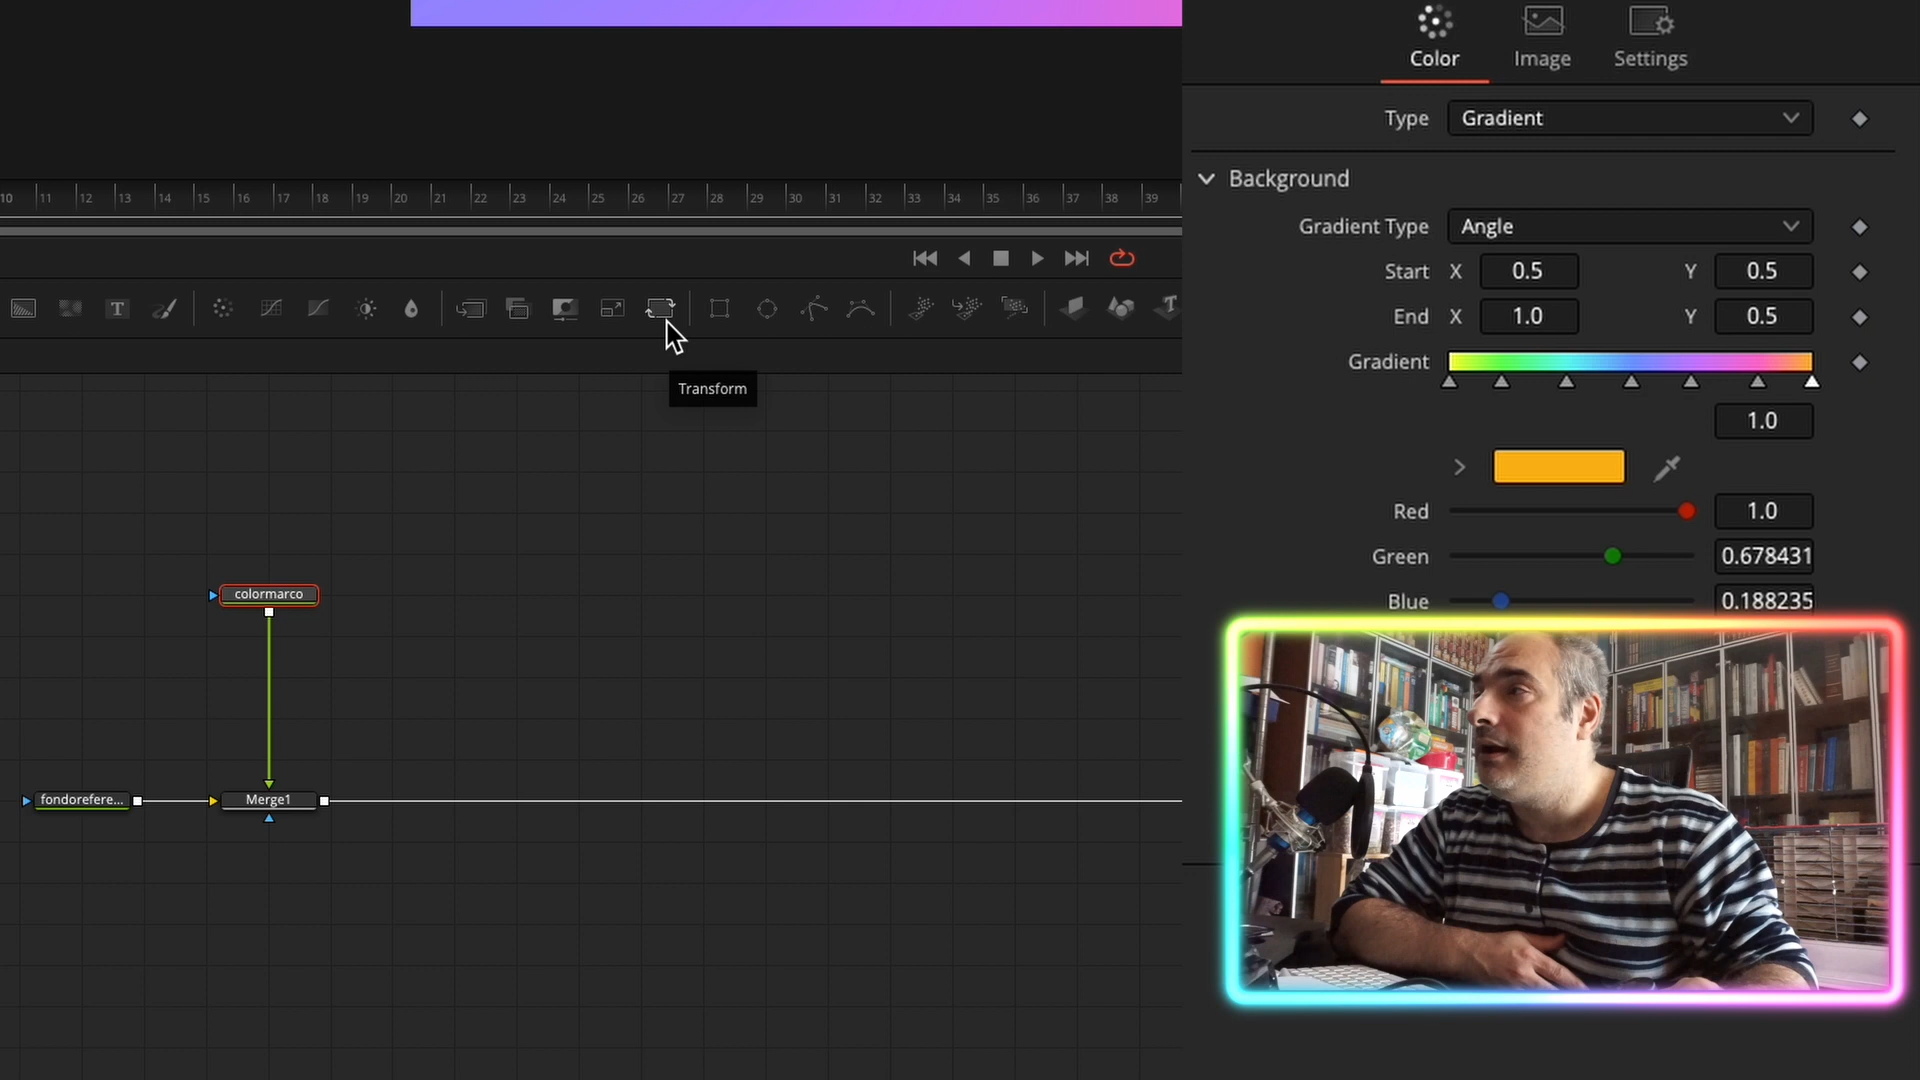 Color Image Settings
Type Gradient
Background
Gradient Type Angle
Start X 0.5 Y 0.5
End X 1.0 Y 0.5
Gradient
1.0
Red 1.0
Green 0.678431
Blue 0.188235
10 11 12 13 14 15 16 17 18 19 20 21 22 23 24 25 26 27 28 29 30 31 32 33 34 35 36 37 38 39
T T
Transform
colormarco
fondorefere...
Merge1